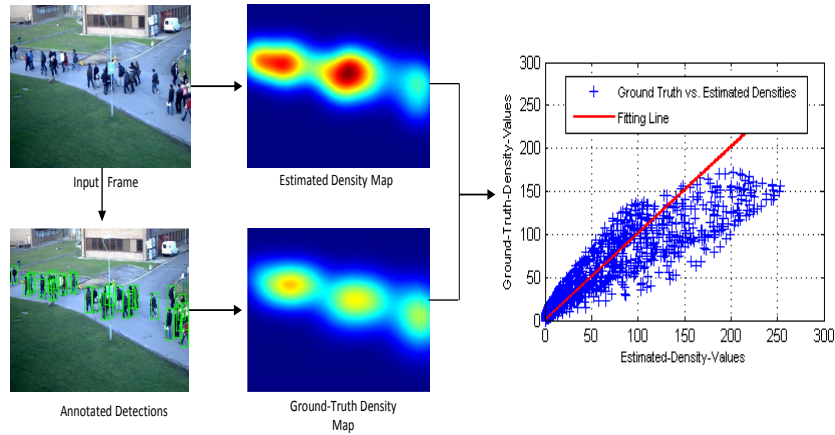 Input Frame
Estimated Density Map
Annotated Detections
Ground-Truth Density
Map
Ground Truth vs. Estimated Densities
Fitting Line
Ground-Truth-Density-Values
300
250
200
150
100
50
0
0 50 100 150 200 250 300
Estimated-Density-Values